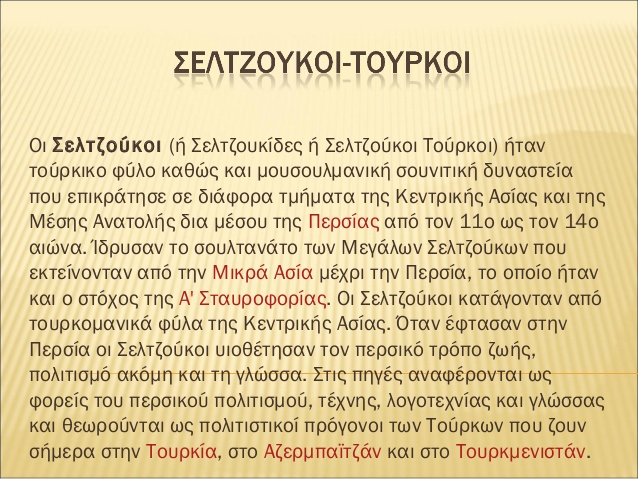 ΣΕΛΤΖΟΥΚΟΙ-ΤΟΥΡΚΟΙ
Οι Σελτζούκοι (ή Σελτζουκίδες ή Σελτζούκοι Τούρκοι) ήταν
τούρκικο φύλο καθώς και μουσουλμανική σουνιτική δυναστεία
που επικράτησε σε διάφορα τμήματα της Κεντρικής Ασίας και της
Μέσης Ανατολής δια μέσου της Περσίας από τον 11ο ως τον 14ο
αιώνα. Ίδρυσαν το σουλτανάτο των Μεγάλων Σελτζούκων που
εκτείνονταν από την Μικρά Ασία μέχρι την Περσία, το οποίο ήταν
και ο στόχος της Α' Σταυροφορίας. Οι Σελτζούκοι κατάγονταν από
τουρκομανικά φύλα της Κεντρικής Ασίας. Όταν έφτασαν στην
Περσία οι Σελτζούκοι υιοθέτησαν τον περσικό τρόπο ζωής,
πολιτισμό ακόμη και τη γλώσσα. Στις πηγές αναφέρονται ως
φορείς του περσικού πολιτισμού, τέχνης, λογοτεχνίας και γλώσσας
και θεωρούνται ως πολιτιστικοί πρόγονοι των Τούρκων που ζουν
σήμερα στην Τουρκία, στο Αζερμπαϊτζάν και στο Τουρκμενιστάν.